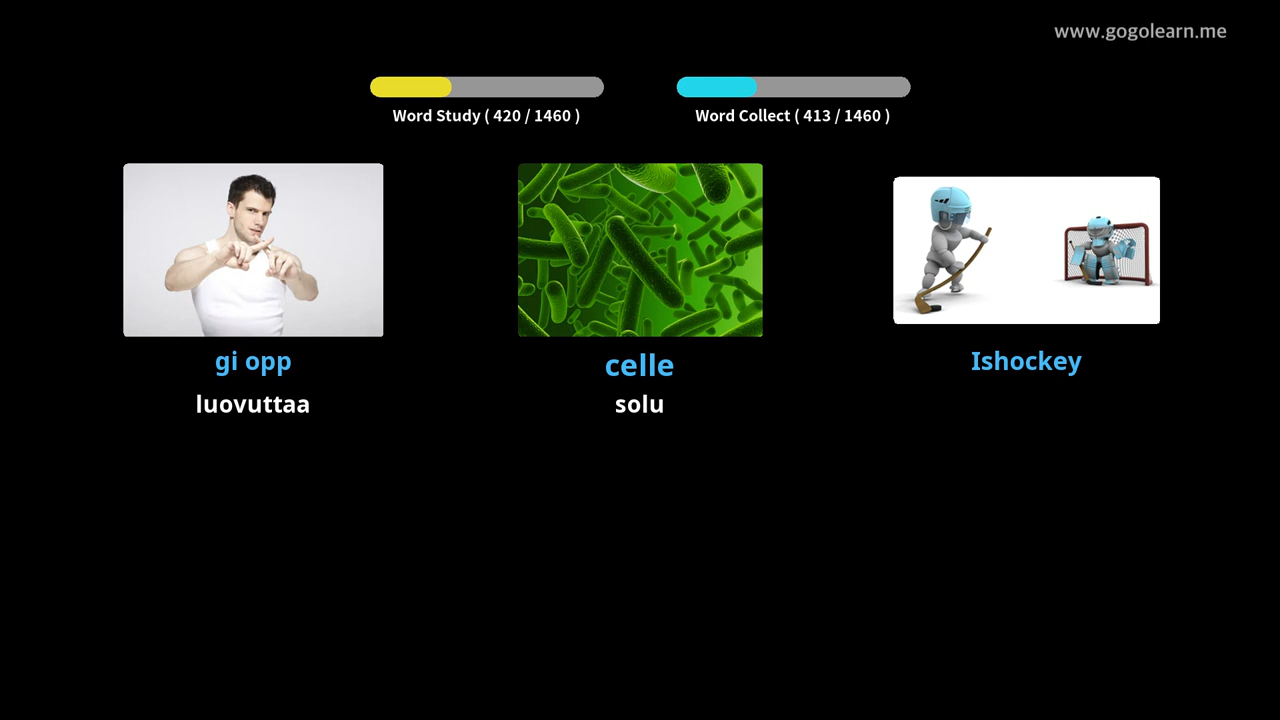 www.gogolearn.me
Word Study ( 420 / 1460 )
Word Collect ( 413 / 1460 )
gi opp
celle
Ishockey
luovuttaa
solu